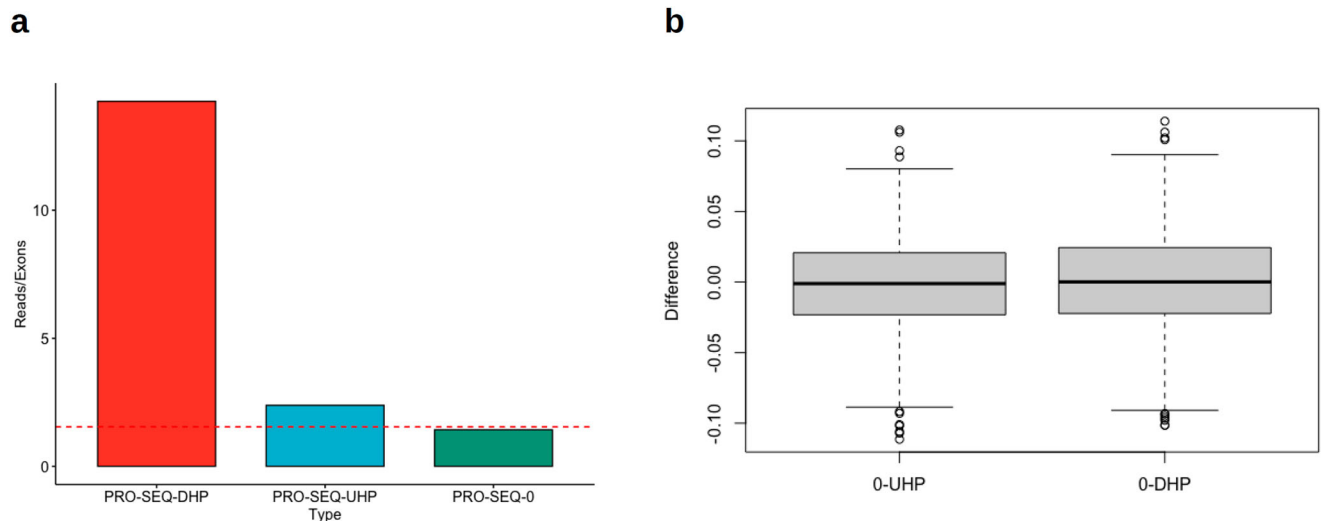 a
b
Reads/Exons
10
5
0
PRO-SEQ-DHP PRO-SEQ-UHP PRO-SEQ-0
Type
Difference
0.10
0.05
0.00
-0.05
-0.10
0-UHP 0-DHP